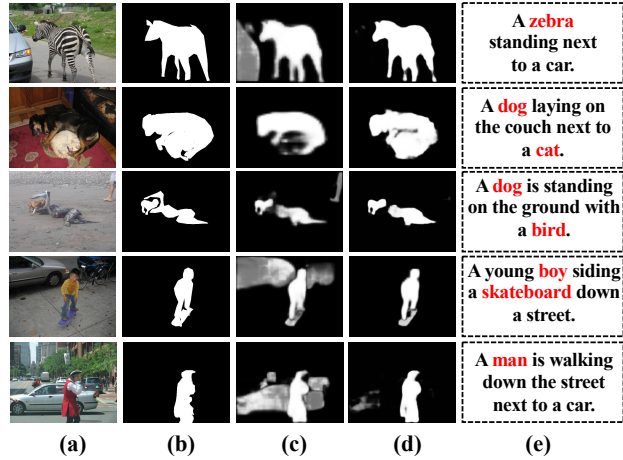 A zebra
standing next
to a car.
A dog laying on
the couch next to
a cat.
A dog is standing
on the ground with
a bird.
A young boy siding
a skateboard down
a street.
A man is walking
down the street
next to a car.
(a) (b) (c) (d) (e)